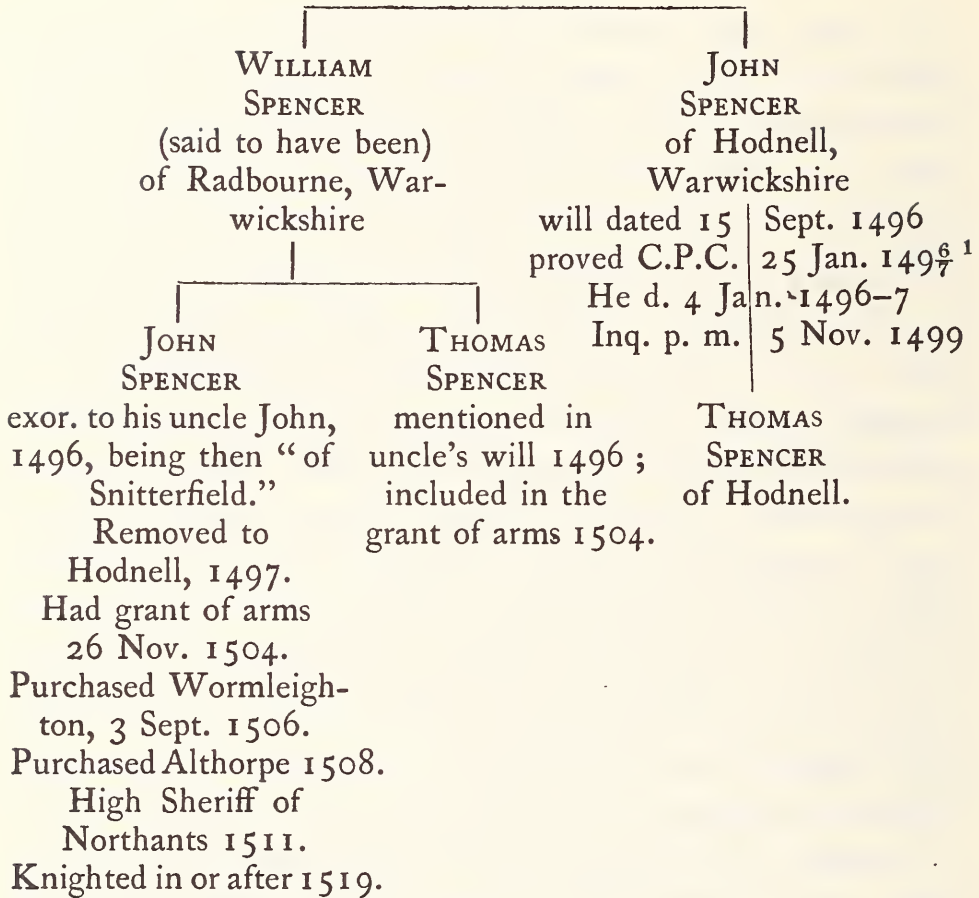 WILLIAM
SPENCER
(said to have been)
of Radbourne, War-
wickshire
JOHN
SPENCER
of Hodnell,
Warwickshire
will dated 15 Sept. 1496
proved C.P.C. 25 Jan. 149 6/7 ¹
He d. 4 Jan. 1496–7
Inq. p. m. 5 Nov. 1499
JOHN
SPENCER
exor. to his uncle John,
1496, being then “of
Snitterfield.”
Removed to
Hodnell, 1497.
Had grant of arms
26 Nov. 1504.
Purchased Wormleigh-
ton, 3 Sept. 1506.
Purchased Althorpe 1508.
High Sheriff of
Northants 1511.
Knighted in or after 1519.
THOMAS
SPENCER
mentioned in
uncle's will 1496 ;
included in the
grant of arms 1504.
THOMAS
SPENCER
of Hodnell.